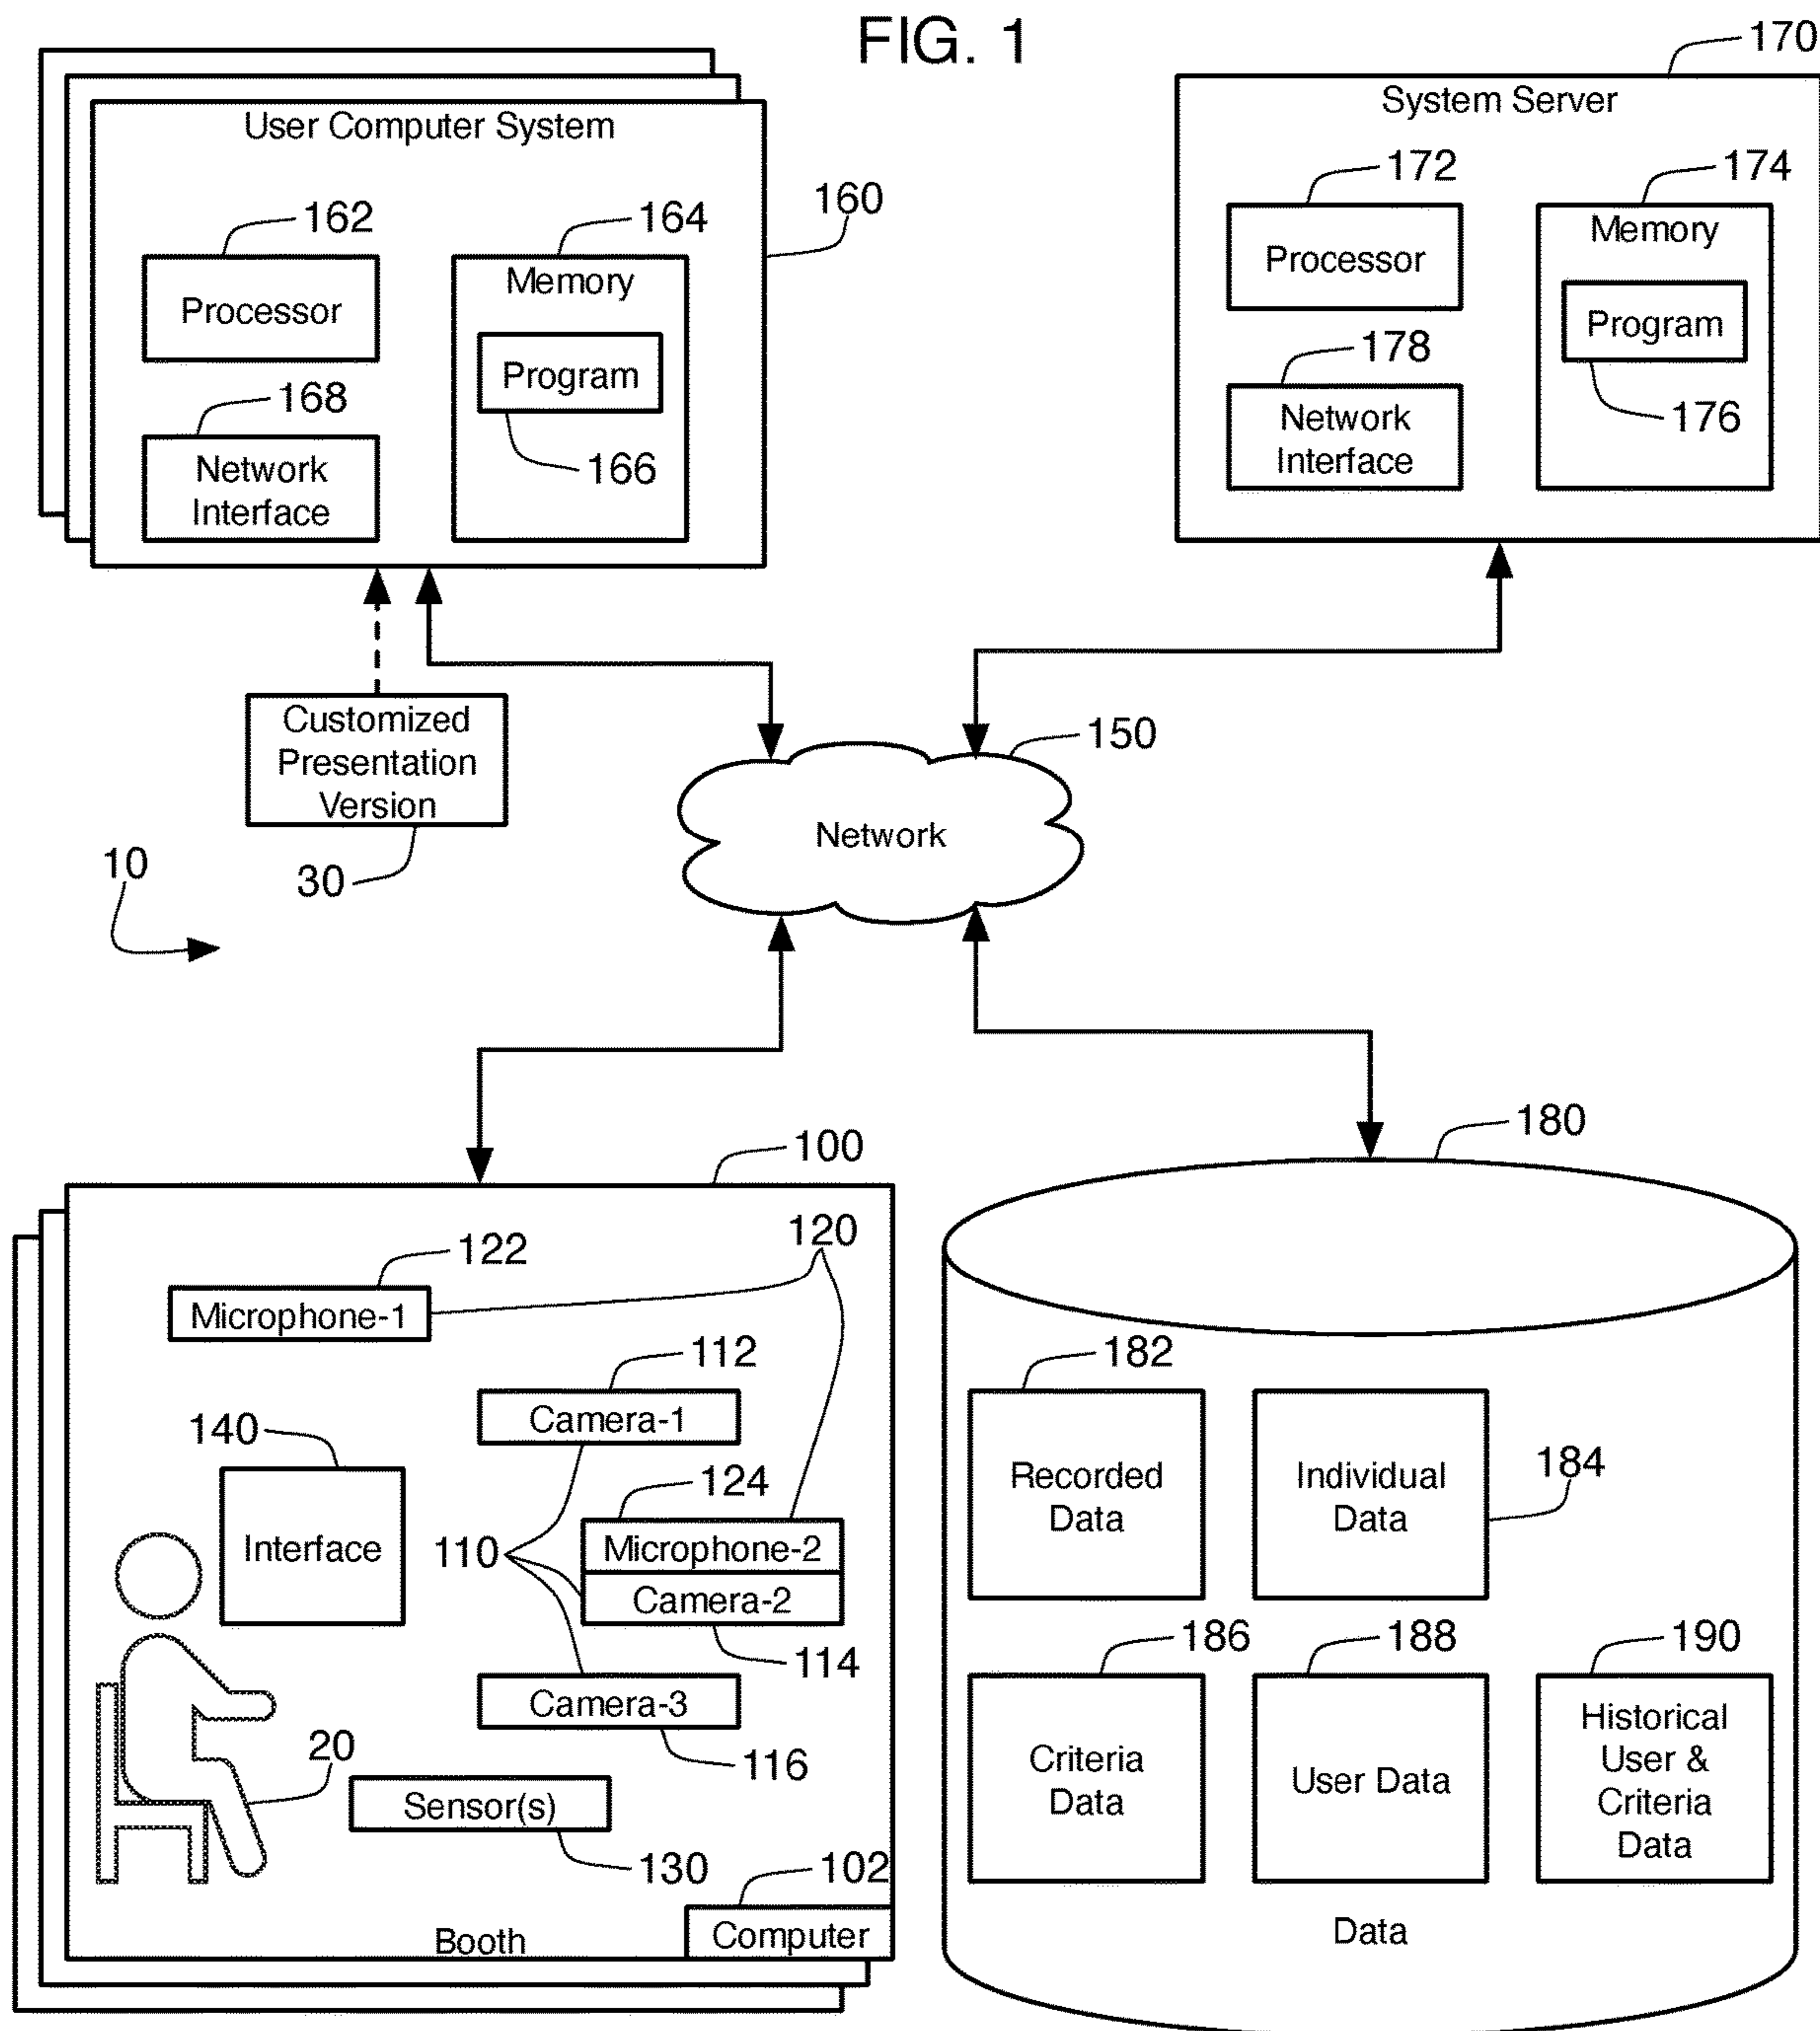 FIG. 1
170
User Computer System
System Server
160
162
164
172
174
Processor
Memory
Processor
Memory
Program
Program
168
166
178
176
Network
Interface
Network
Interface
Customized
Presentation
Version
30
150
Network
10
100
180
122
120
Microphone-1
112
Camera-1
140
Interface
124
110
Microphone-2
Camera-2
114
Camera-3
116
20
Sensor(s)
130
102
Computer
Booth
182
Recorded
Data
Individual
Data
184
186
188
190
Criteria
Data
User Data
Historical
User &
Criteria
Data
Data